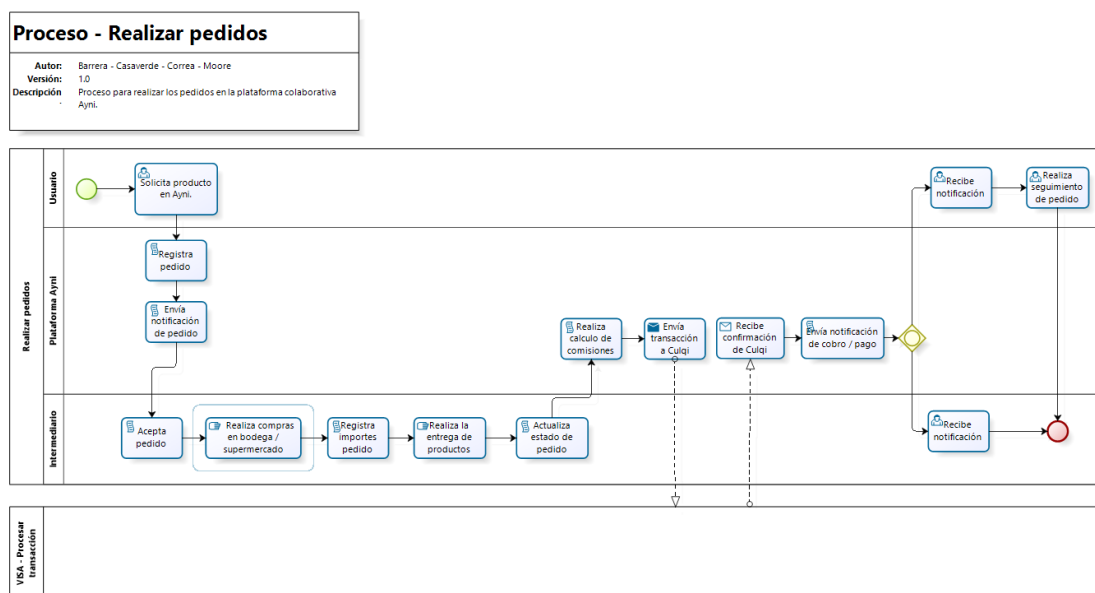 Proceso - Realizar pedidos
Autor: Barrera - Casaverde - Correa - Moore
Versión: 1.0
Descripción Proceso para realizar los pedidos en la plataforma colaborativa
: Ayni.
Realizar pedidos
Usuario
Solicita producto
en Ayni.
Recibe
notificación
Realiza
seguimiento
de pedido
Plataforma Ayni
Registra
pedido
Envía
notificación
de pedido
Realiza
calculo de
comisiones
Envía
transacción
a Culqi
Recibe
confirmación
de Culqi
Envía notificación
de cobro / pago
Intermediario
Acepta
pedido
Realiza compras
en bodega /
supermercado
Registra
importes
pedido
Realiza la
entrega de
productos
Actualiza
estado de
pedido
Recibe
notificación
VISA - Procesar
transacción